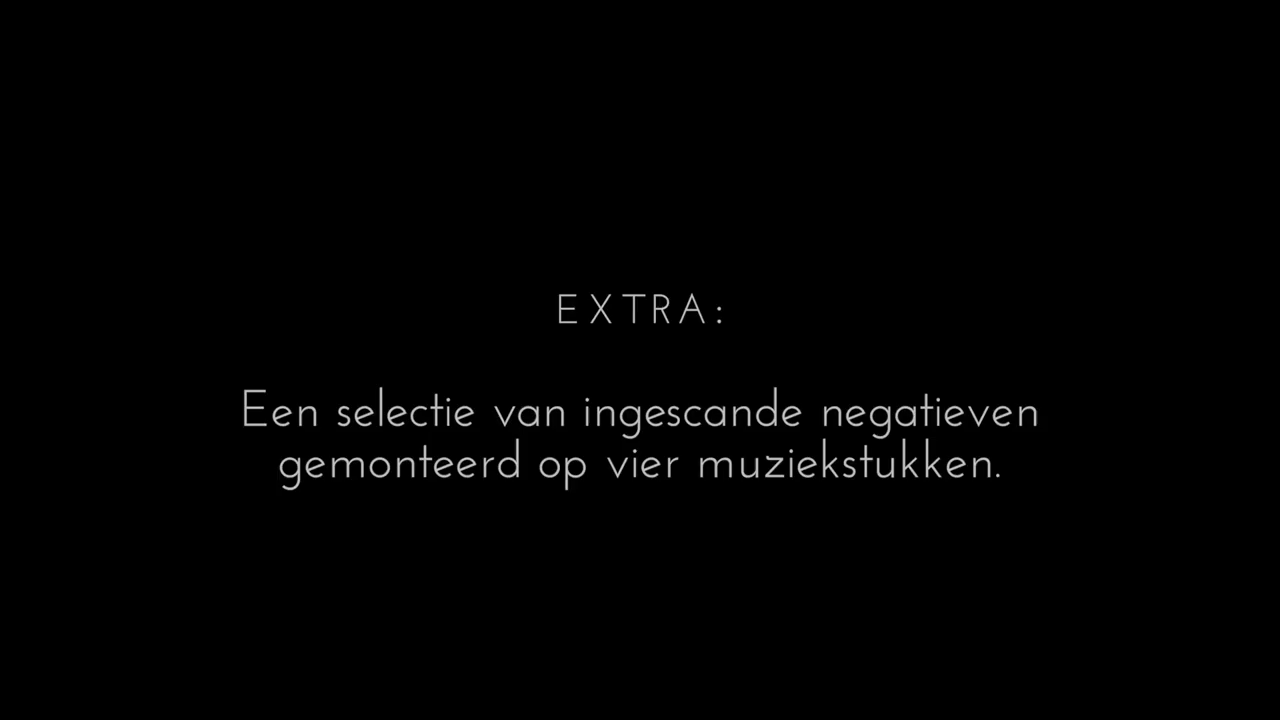 EXTRA:
Een selectie van ingescande negatieven
gemonteerd op vier muziekstukken.